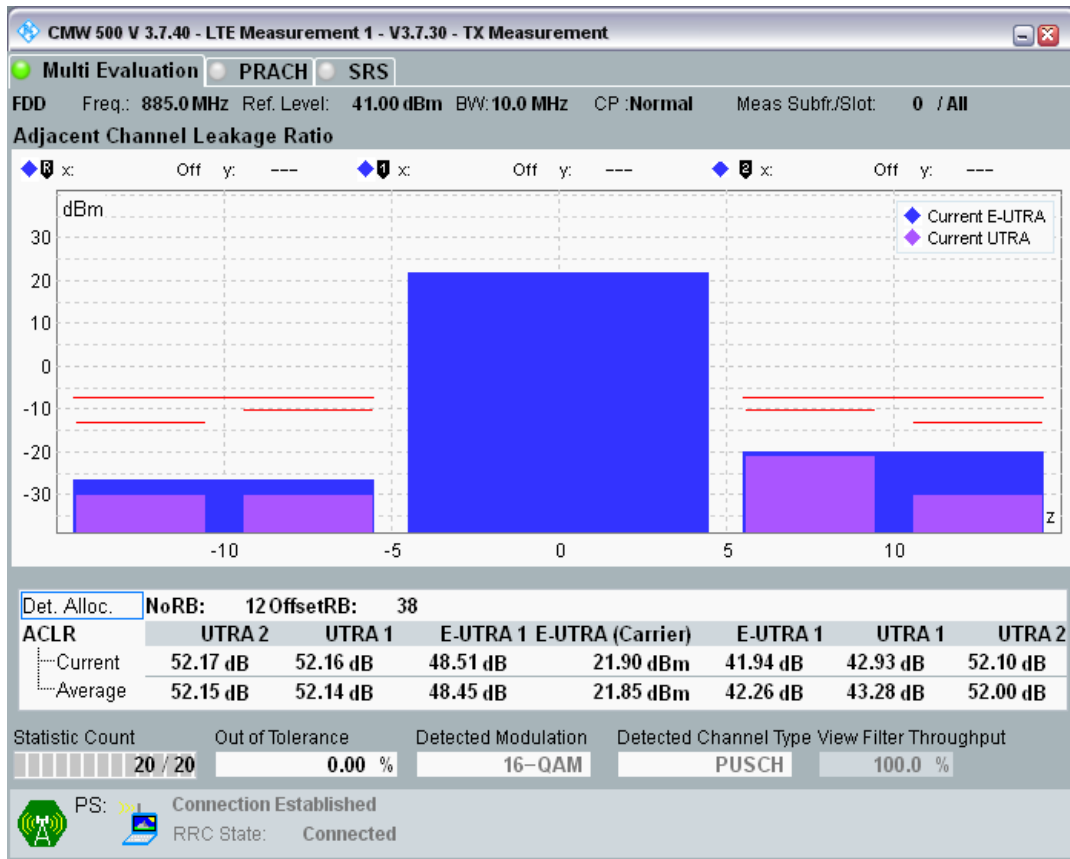 CMW 500 V 3.7.40 - LTE Measurement 1 - V3.7.30 - TX Measurement
Multi Evaluation PRACH SRS
FDD Freq.: 885.0 MHz Ref. Level: 41.00 dBm BW: 10.0 MHz CP :Normal Meas Subfr./Slot: 0 / All
Adjacent Channel Leakage Ratio
R x: Off y: --- 1 x: Off y: --- 2 x: Off y: ---
dBm
Current E-UTRA
Current UTRA
30
20
10
0
-10
-20
-30
z
-10 -5 0 5 10
Det. Alloc. NoRB: 12 OffsetRB: 38
ACLR UTRA 2 UTRA 1 E-UTRA 1 E-UTRA (Carrier) E-UTRA 1 UTRA 1 UTRA 2
Current 52.17 dB 52.16 dB 48.51 dB 21.90 dBm 41.94 dB 42.93 dB 52.10 dB
Average 52.15 dB 52.14 dB 48.45 dB 21.85 dBm 42.26 dB 43.28 dB 52.00 dB
Statistic Count Out of Tolerance Detected Modulation Detected Channel Type View Filter Throughput
20 / 20 0.00 % 16-QAM PUSCH 100.0 %
PS: Connection Established
RRC State: Connected